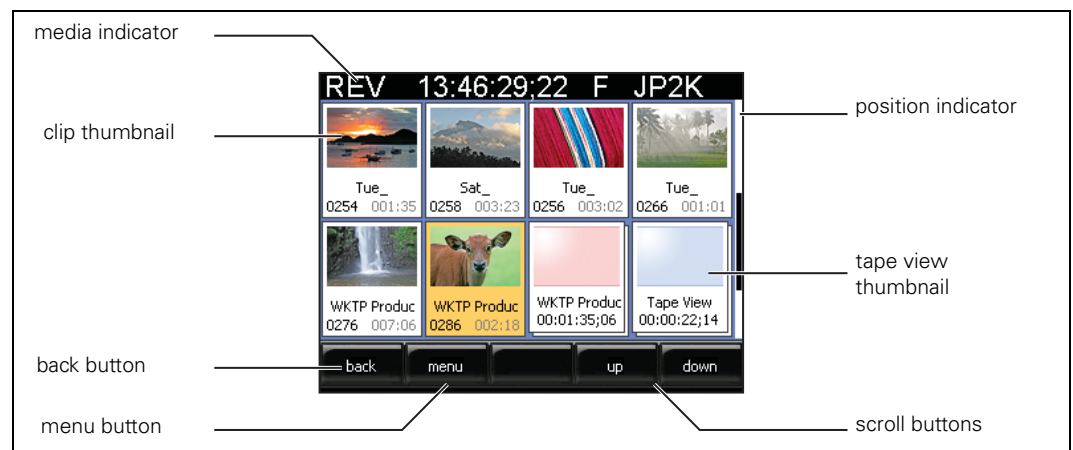 media indicator
REV 13:46:29;22 F JP2K
position indicator
clip thumbnail
Tue_ Sat_ Tue_ Tue_
0254 001:35 0258 003:23 0256 003:02 0266 001:01
tape view
thumbnail
WKTP Produc WKTP Produc WKTP Produc Tape View
0276 007:06 0286 002:18 00:01:35;06 00:00:22;14
back button
back menu up down
menu button
scroll buttons